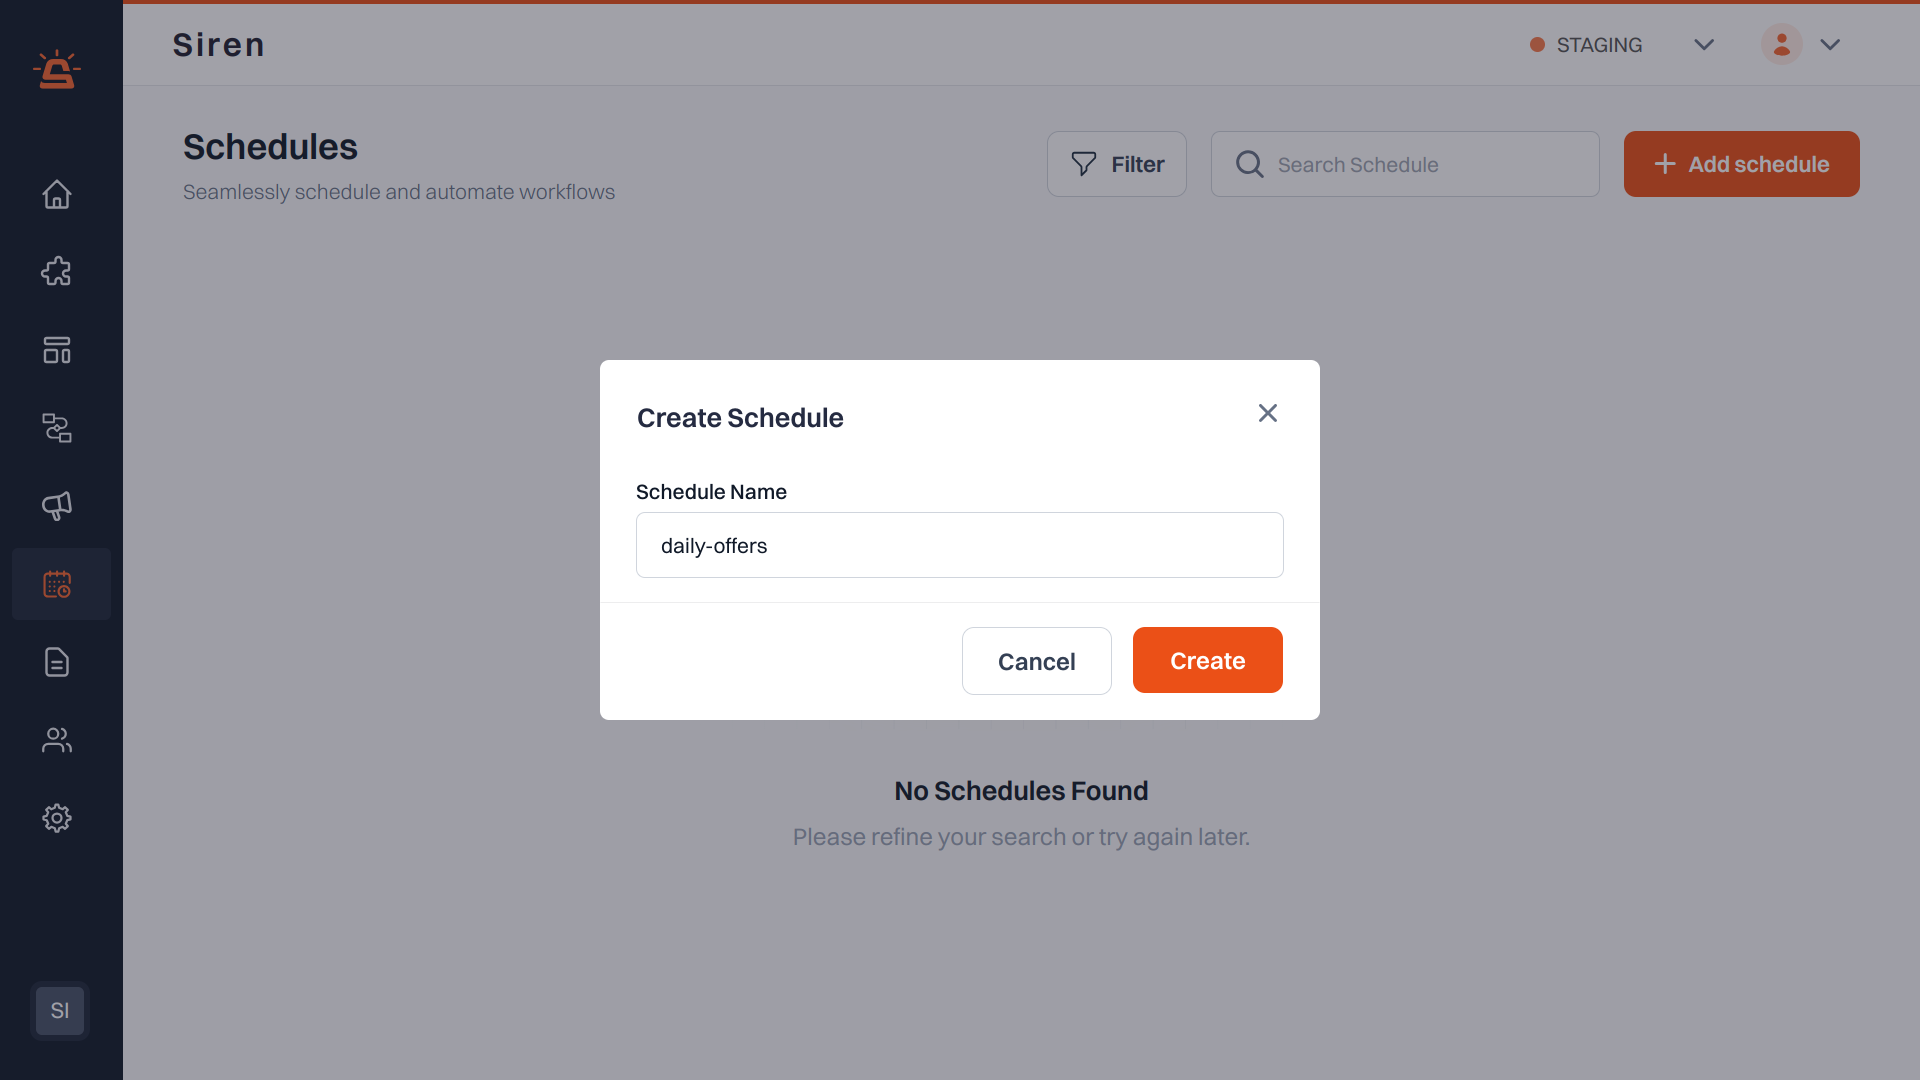 Siren
STAGING
Schedules
Seamlessly schedule and automate workflows
Filter
Search Schedule
Add schedule
Create Schedule
Schedule Name
daily-offers
Cancel
Create
No Schedules Found
Please refine your search or try again later.
SI